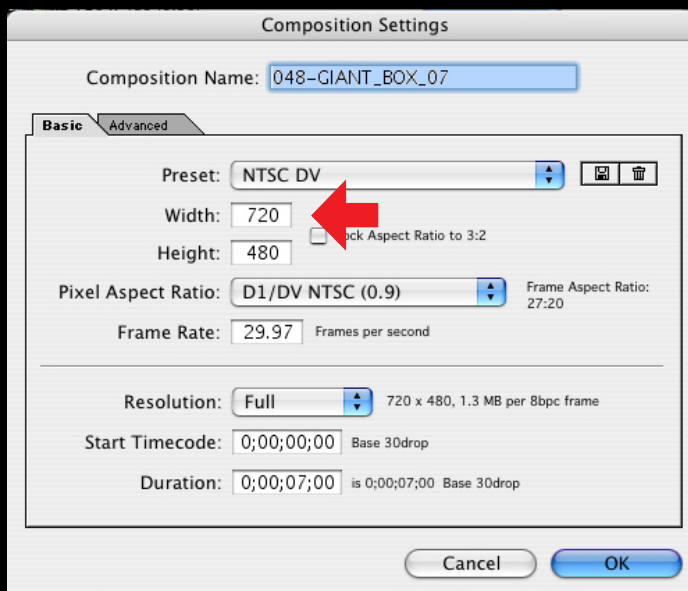 Composition Settings
Composition Name: 048-GIANT_BOX_07
Basic Advanced
Preset: NTSC DV
Width: 720
Aspect Ratio to 3:2
Height: 480
Pixel Aspect Ratio: D1/DV NTSC (0.9) Frame Aspect Ratio:
27:20
Frame Rate: 29.97 Frames per second
Resolution: Full 720 x 480, 1.3 MB per 8bpc frame
Start Timecode: 0;00;00;00 Base 30drop
Duration: 0;00;07;00 is 0;00;07;00 Base 30drop
Cancel OK